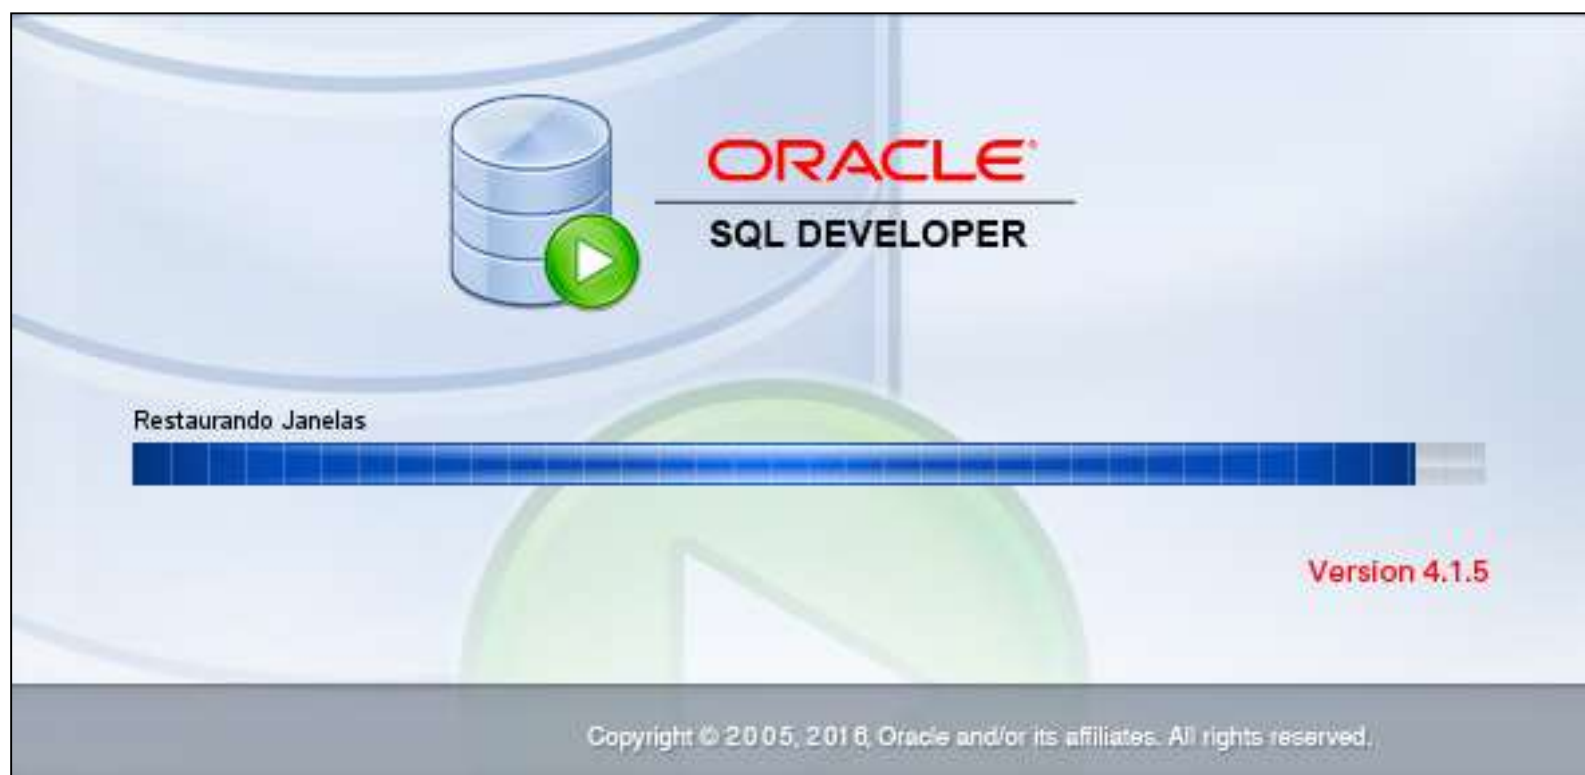 ORACLE®
SQL DEVELOPER
Restaurando Janelas
Version 4.1.5
Copyright © 2005, 2016, Oracle and/or its affiliates. All rights reserved.